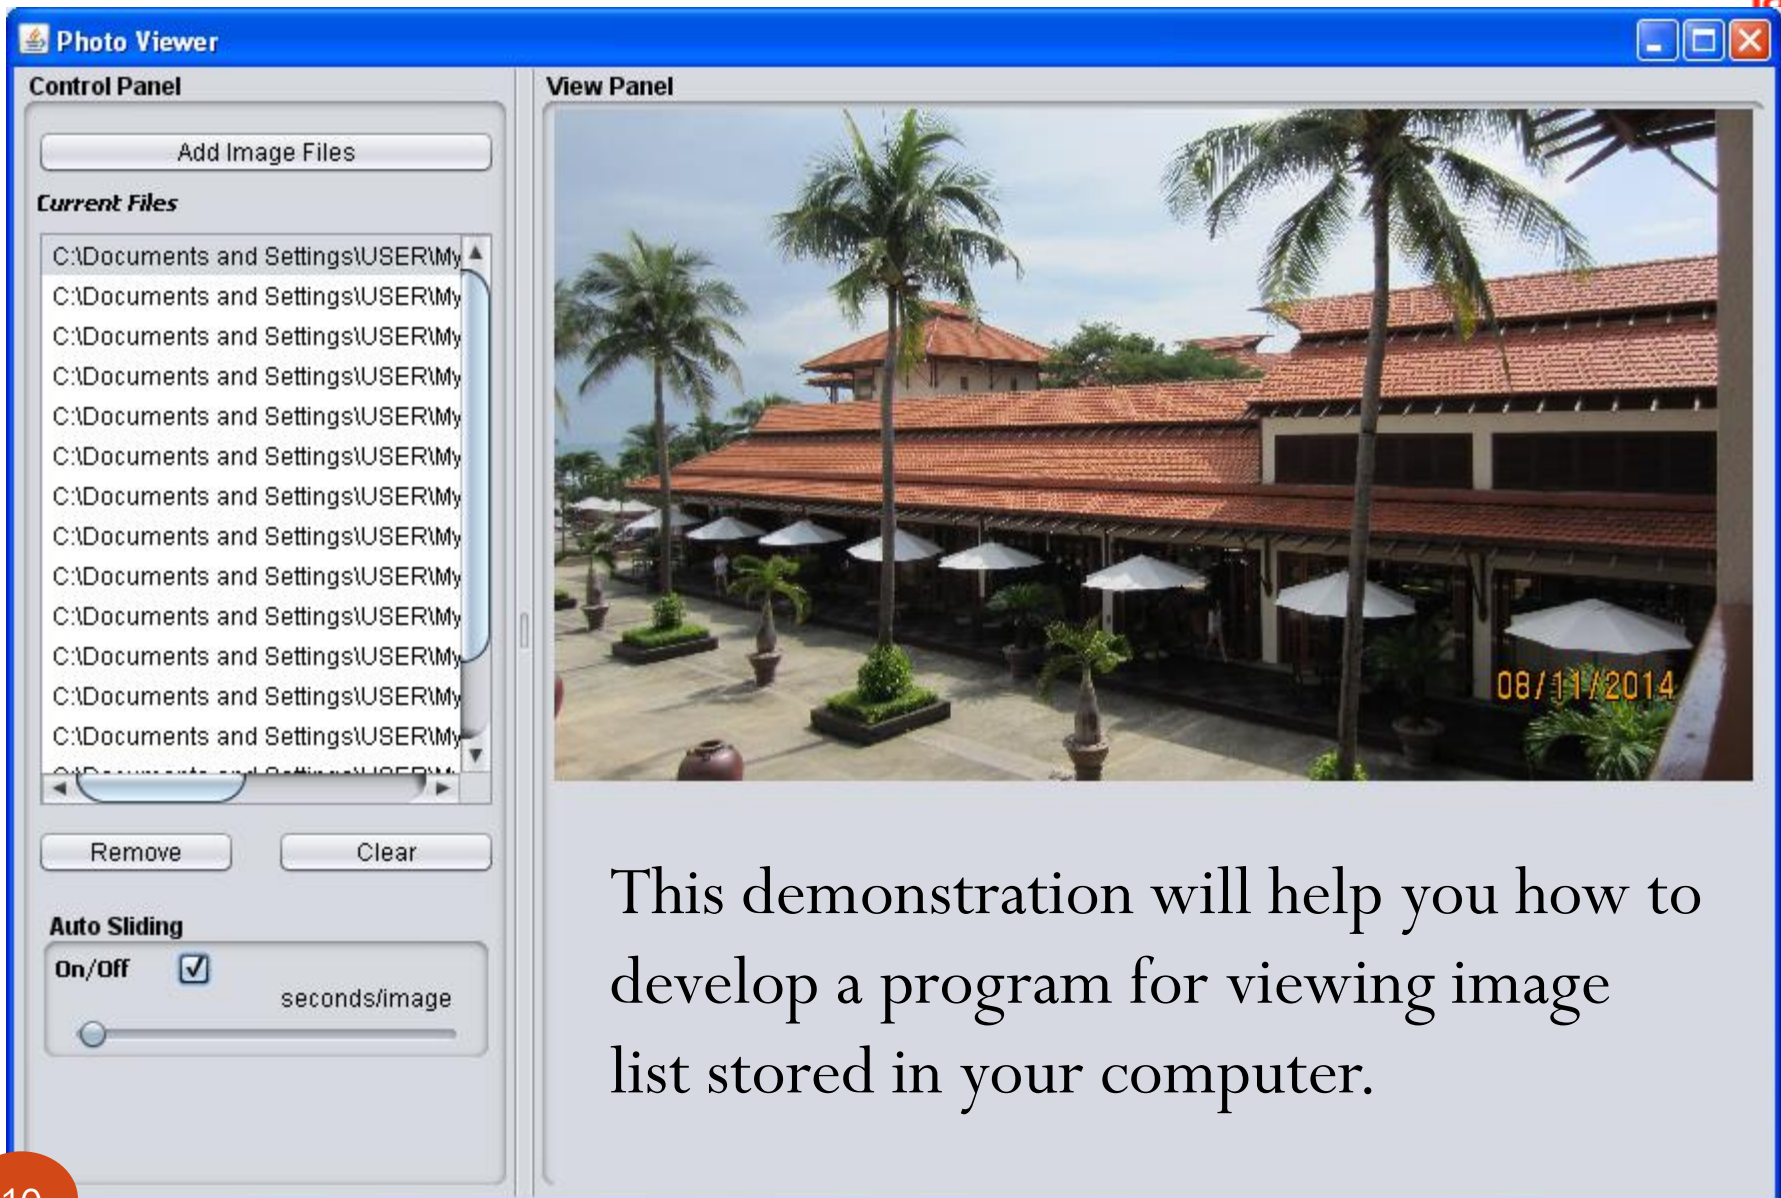 Photo Viewer
Control Panel
Add Image Files
Current Files
C:\Documents and Settings\USER\My
C:\Documents and Settings\USER\My
C:\Documents and Settings\USER\My
C:\Documents and Settings\USER\My
C:\Documents and Settings\USER\My
C:\Documents and Settings\USER\My
C:\Documents and Settings\USER\My
C:\Documents and Settings\USER\My
C:\Documents and Settings\USER\My
C:\Documents and Settings\USER\My
C:\Documents and Settings\USER\My
C:\Documents and Settings\USER\My
C:\Documents and Settings\USER\My
Remove
Clear
Auto Sliding
On/Off
seconds/image
View Panel
08/11/2014
This demonstration will help you how to
develop a program for viewing image
list stored in your computer.